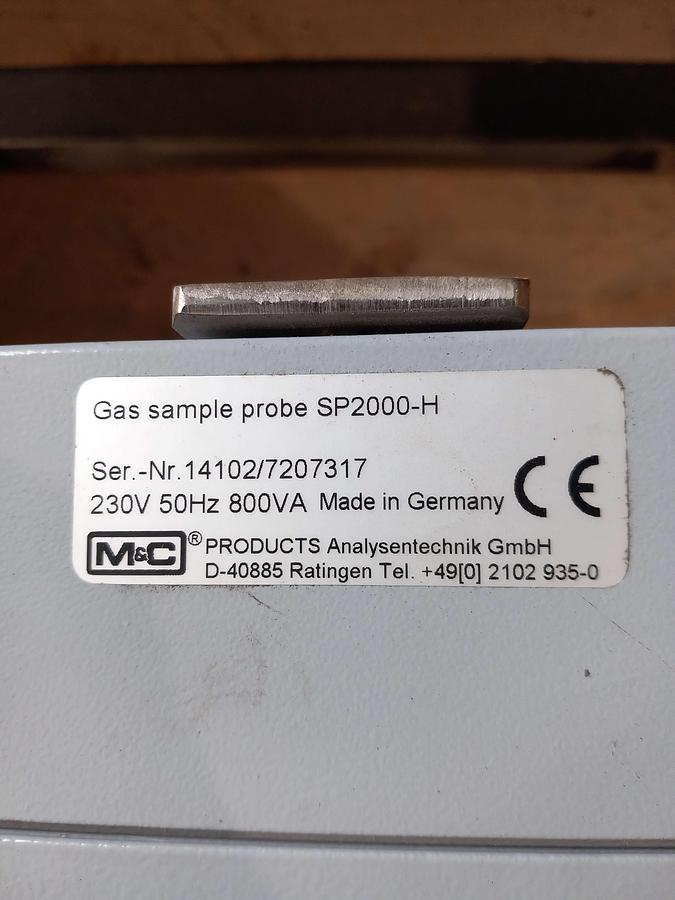 Gas sample probe SP2000-H
Ser.-Nr.14102/7207317
230V 50Hz 800VA Made in Germany CE
M&C® PRODUCTS Analysentechnik GmbH
D-40885 Ratingen Tel. +49[0] 2102 935-0